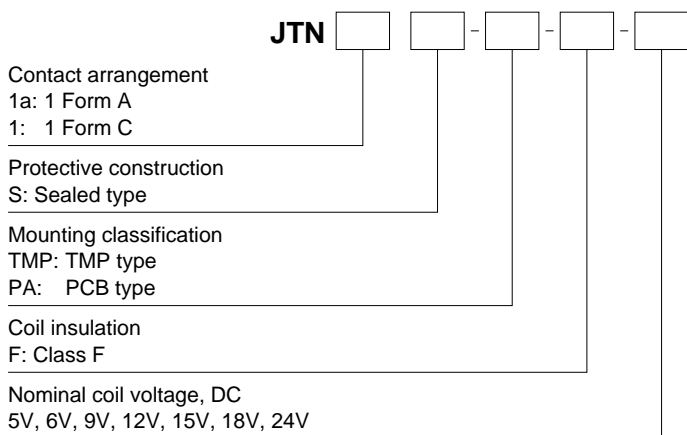 JTN - - -
Contact arrangement
1a: 1 Form A
1: 1 Form C
Protective construction
S: Sealed type
Mounting classification
TMP: TMP type
PA: PCB type
Coil insulation
F: Class F
Nominal coil voltage, DC
5V, 6V, 9V, 12V, 15V, 18V, 24V